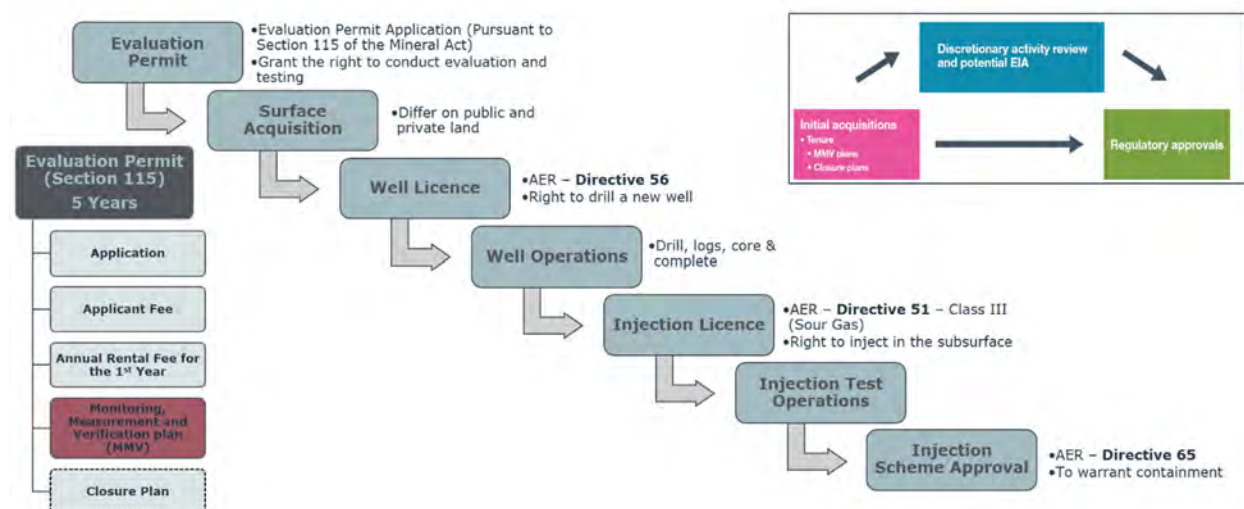 Evaluation
Permit
•Evaluation Permit Application (Pursuant to
Section 115 of the Mineral Act)
•Grant the right to conduct evaluation and
testing
Surface
Acquisition
•Differ on public and
private land
Well Licence
•AER – Directive 56
•Right to drill a new well
Well Operations
•Drill, logs, core &
complete
Injection Licence
•AER – Directive 51 – Class III
(Sour Gas)
•Right to inject in the subsurface
Injection Test
Operations
Injection
Scheme Approval
•AER – Directive 65
•To warrant containment
Evaluation Permit
(Section 115)
5 Years
Application
Applicant Fee
Annual Rental Fee for
the 1st Year
Monitoring,
Measurement and
Verification plan
(MMV)
Closure Plan
Discretionary activity review
and potential EIA
Initial acquisitions
• Tenure
• MMV plans
• Closure plans
Regulatory approvals